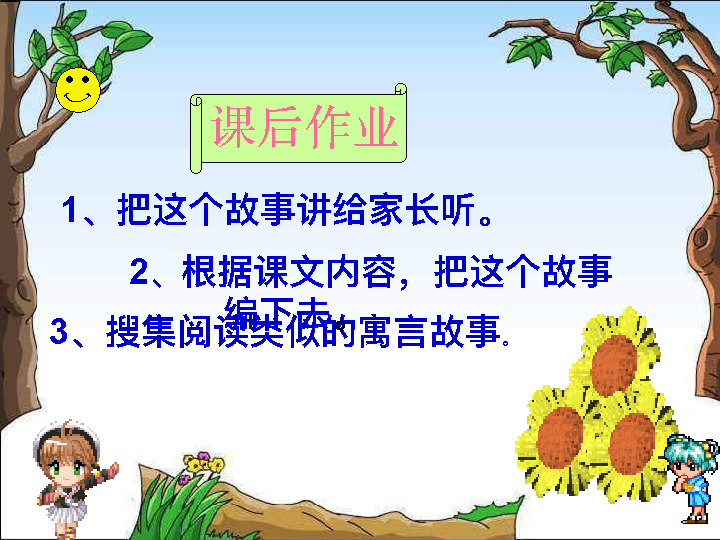 课后作业
1、把这个故事讲给家长听。
2、根据课文内容，把这个故事
编下去。
3、搜集阅读类似的寓言故事.